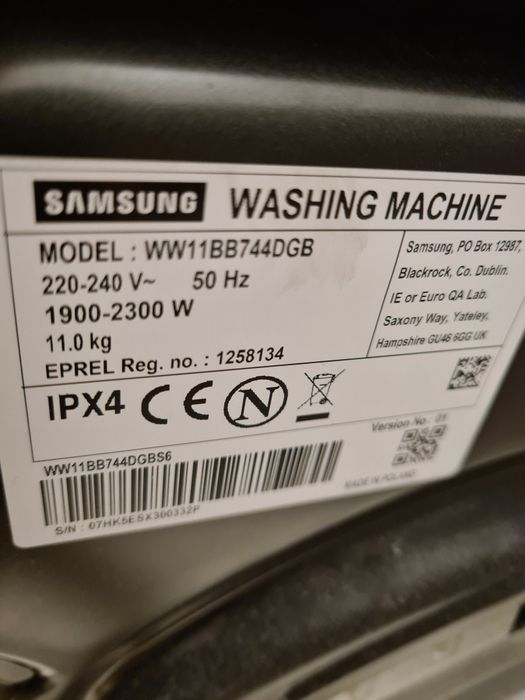 SAMSUNG WASHING MACHINE
MODEL : WW11BB744DGB
220-240 V~ 50 Hz
1900-2300 W
11.0 kg
EPREL Reg. no. : 1258134
Samsung, PO Box 12987,
Blackrock, Co. Dublin.
IE or Euro QA Lab.
Saxony Way, Yateley,
Hampshire GU46 6GG UK
IPX4 CE N
Version No.: 01
WW11BB744DGBS6
MADE IN POLAND
S/N : 07HK5ESX300332P